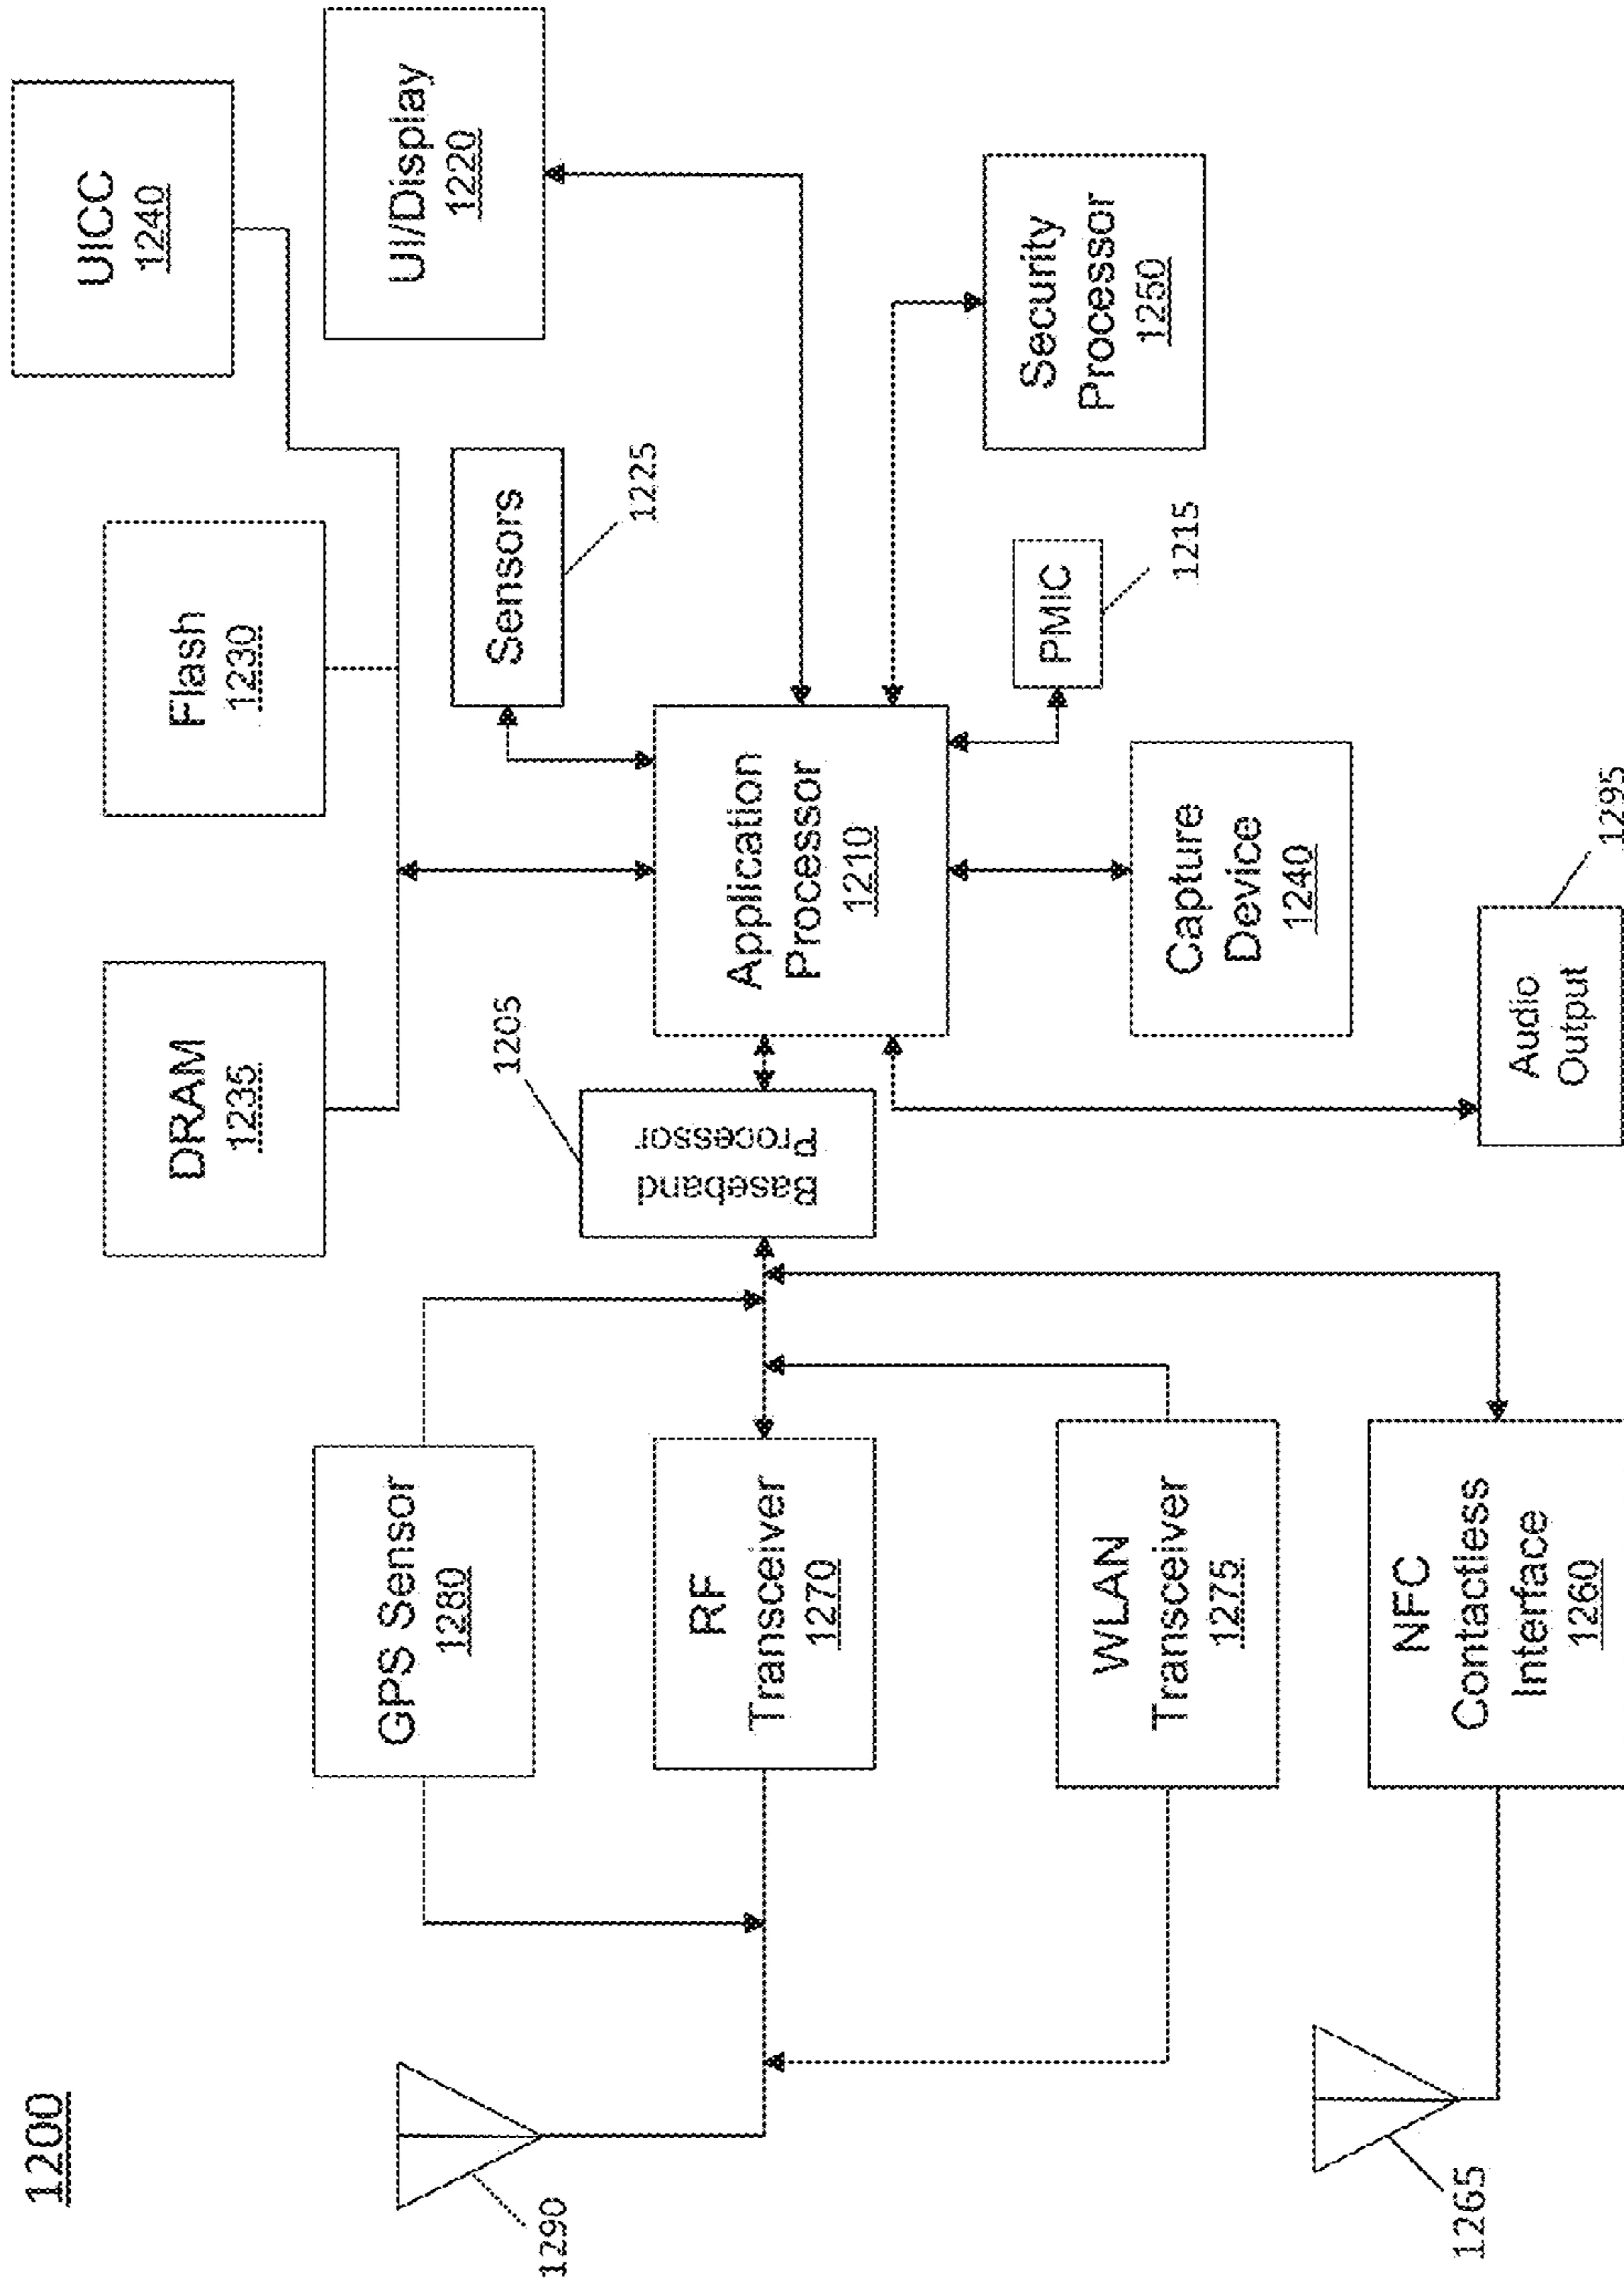 1200
UICC
1240
Flash
1230
DRAM
1235
UI/Display
1220
Sensors
1225
GPS Sensor
1280
1290
1205
Baseband
Processor
Application
Processor
1210
RF
Transceiver
1270
Security
Processor
1250
PMIC
1215
WLAN
Transceiver
1275
Capture
Device
1240
1265
NFC
Contactless
Interface
1260
Audio
Output
1295